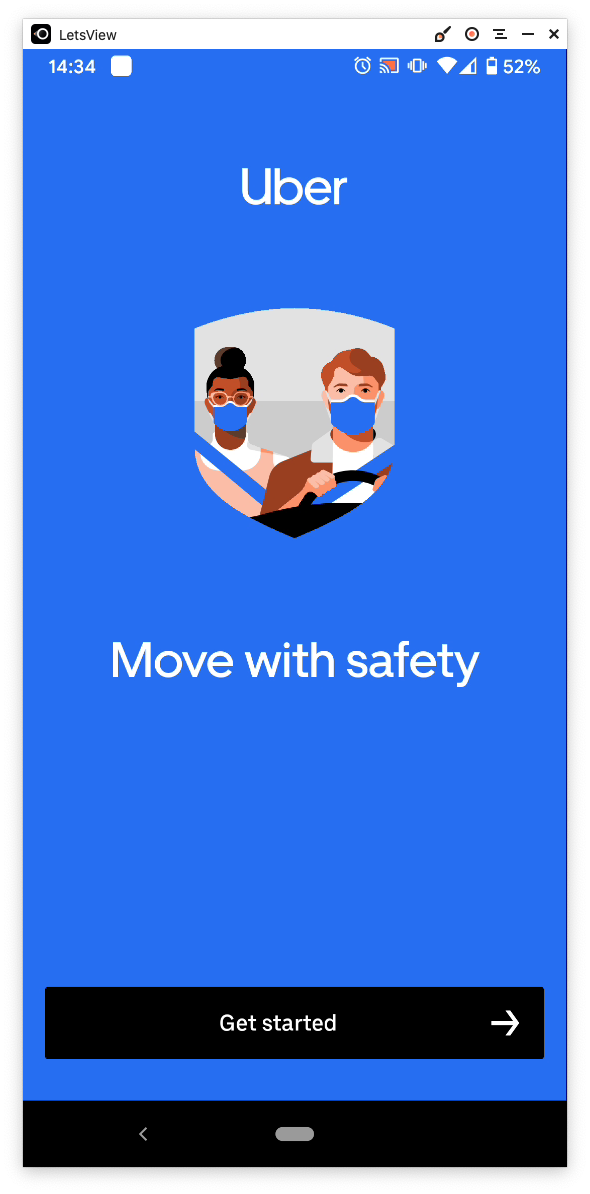 LetsView
14:34
52%
Uber
Move with safety
Get started